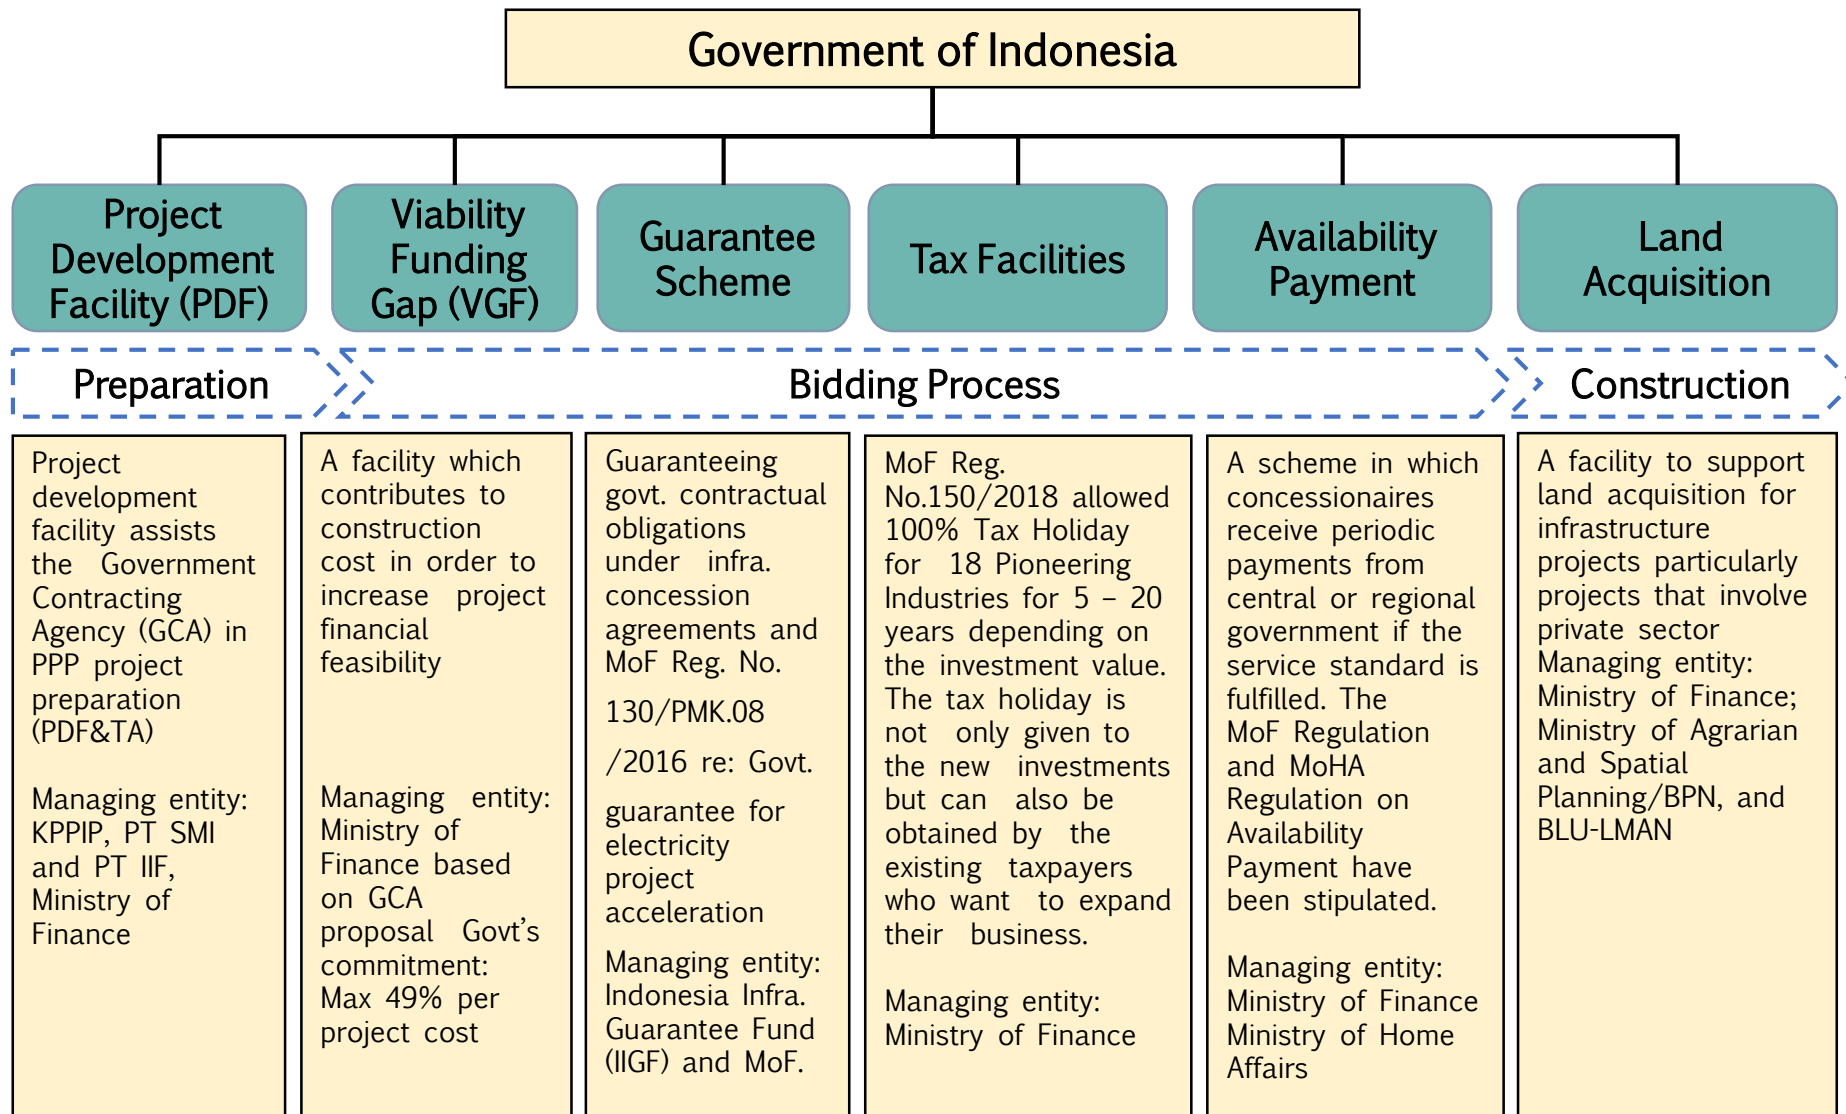 Government of Indonesia
Project
Development
Facility (PDF)
Viability
Funding
Gap (VGF)
Guarantee
Scheme
Tax Facilities
Availability
Payment
Land
Acquisition
Preparation
Bidding Process
Construction
Project
development
facility assists
the Government
Contracting
Agency (GCA) in
PPP project
preparation
(PDF&TA)
Managing entity:
KPPIP, PT SMI
and PT IIF,
Ministry of
Finance
A facility which
contributes to
construction
cost in order to
increase project
financial
feasibility
Managing entity:
Ministry of
Finance based
on GCA
proposal Govt’s
commitment:
Max 49% per
project cost
Guaranteeing
govt. contractual
obligations
under infra.
concession
agreements and
MoF Reg. No.
130/PMK.08
/2016 re: Govt.
guarantee for
electricity
project
acceleration
Managing entity:
Indonesia Infra.
Guarantee Fund
(IIGF) and MoF.
MoF Reg.
No.150/2018 allowed
100% Tax Holiday
for 18 Pioneering
Industries for 5 – 20
years depending on
the investment value.
The tax holiday is
not only given to
the new investments
but can also be
obtained by the
existing taxpayers
who want to expand
their business.
Managing entity:
Ministry of Finance
A scheme in which
concessionaires
receive periodic
payments from
central or regional
government if the
service standard is
fulfilled. The
MoF Regulation
and MoHA
Regulation on
Availability
Payment have
been stipulated.
Managing entity:
Ministry of Finance
Ministry of Home
Affairs
A facility to support
land acquisition for
infrastructure
projects particularly
projects that involve
private sector
Managing entity:
Ministry of Finance;
Ministry of Agrarian
and Spatial
Planning/BPN, and
BLU-LMAN